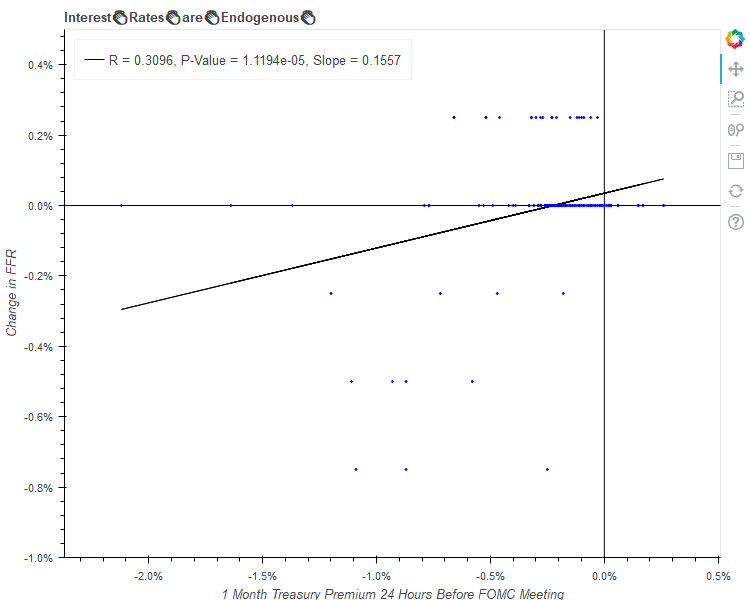 Interest👏Rates👏are👏Endogenous👏
R = 0.3096, P-Value = 1.1194e-05, Slope = 0.1557
0.4%
0.2%
0.0%
-0.2%
-0.4%
-0.6%
-0.8%
-1.0%
Change in FFR
-2.0% -1.5% -1.0% -0.5% 0.0% 0.5%
1 Month Treasury Premium 24 Hours Before FOMC Meeting